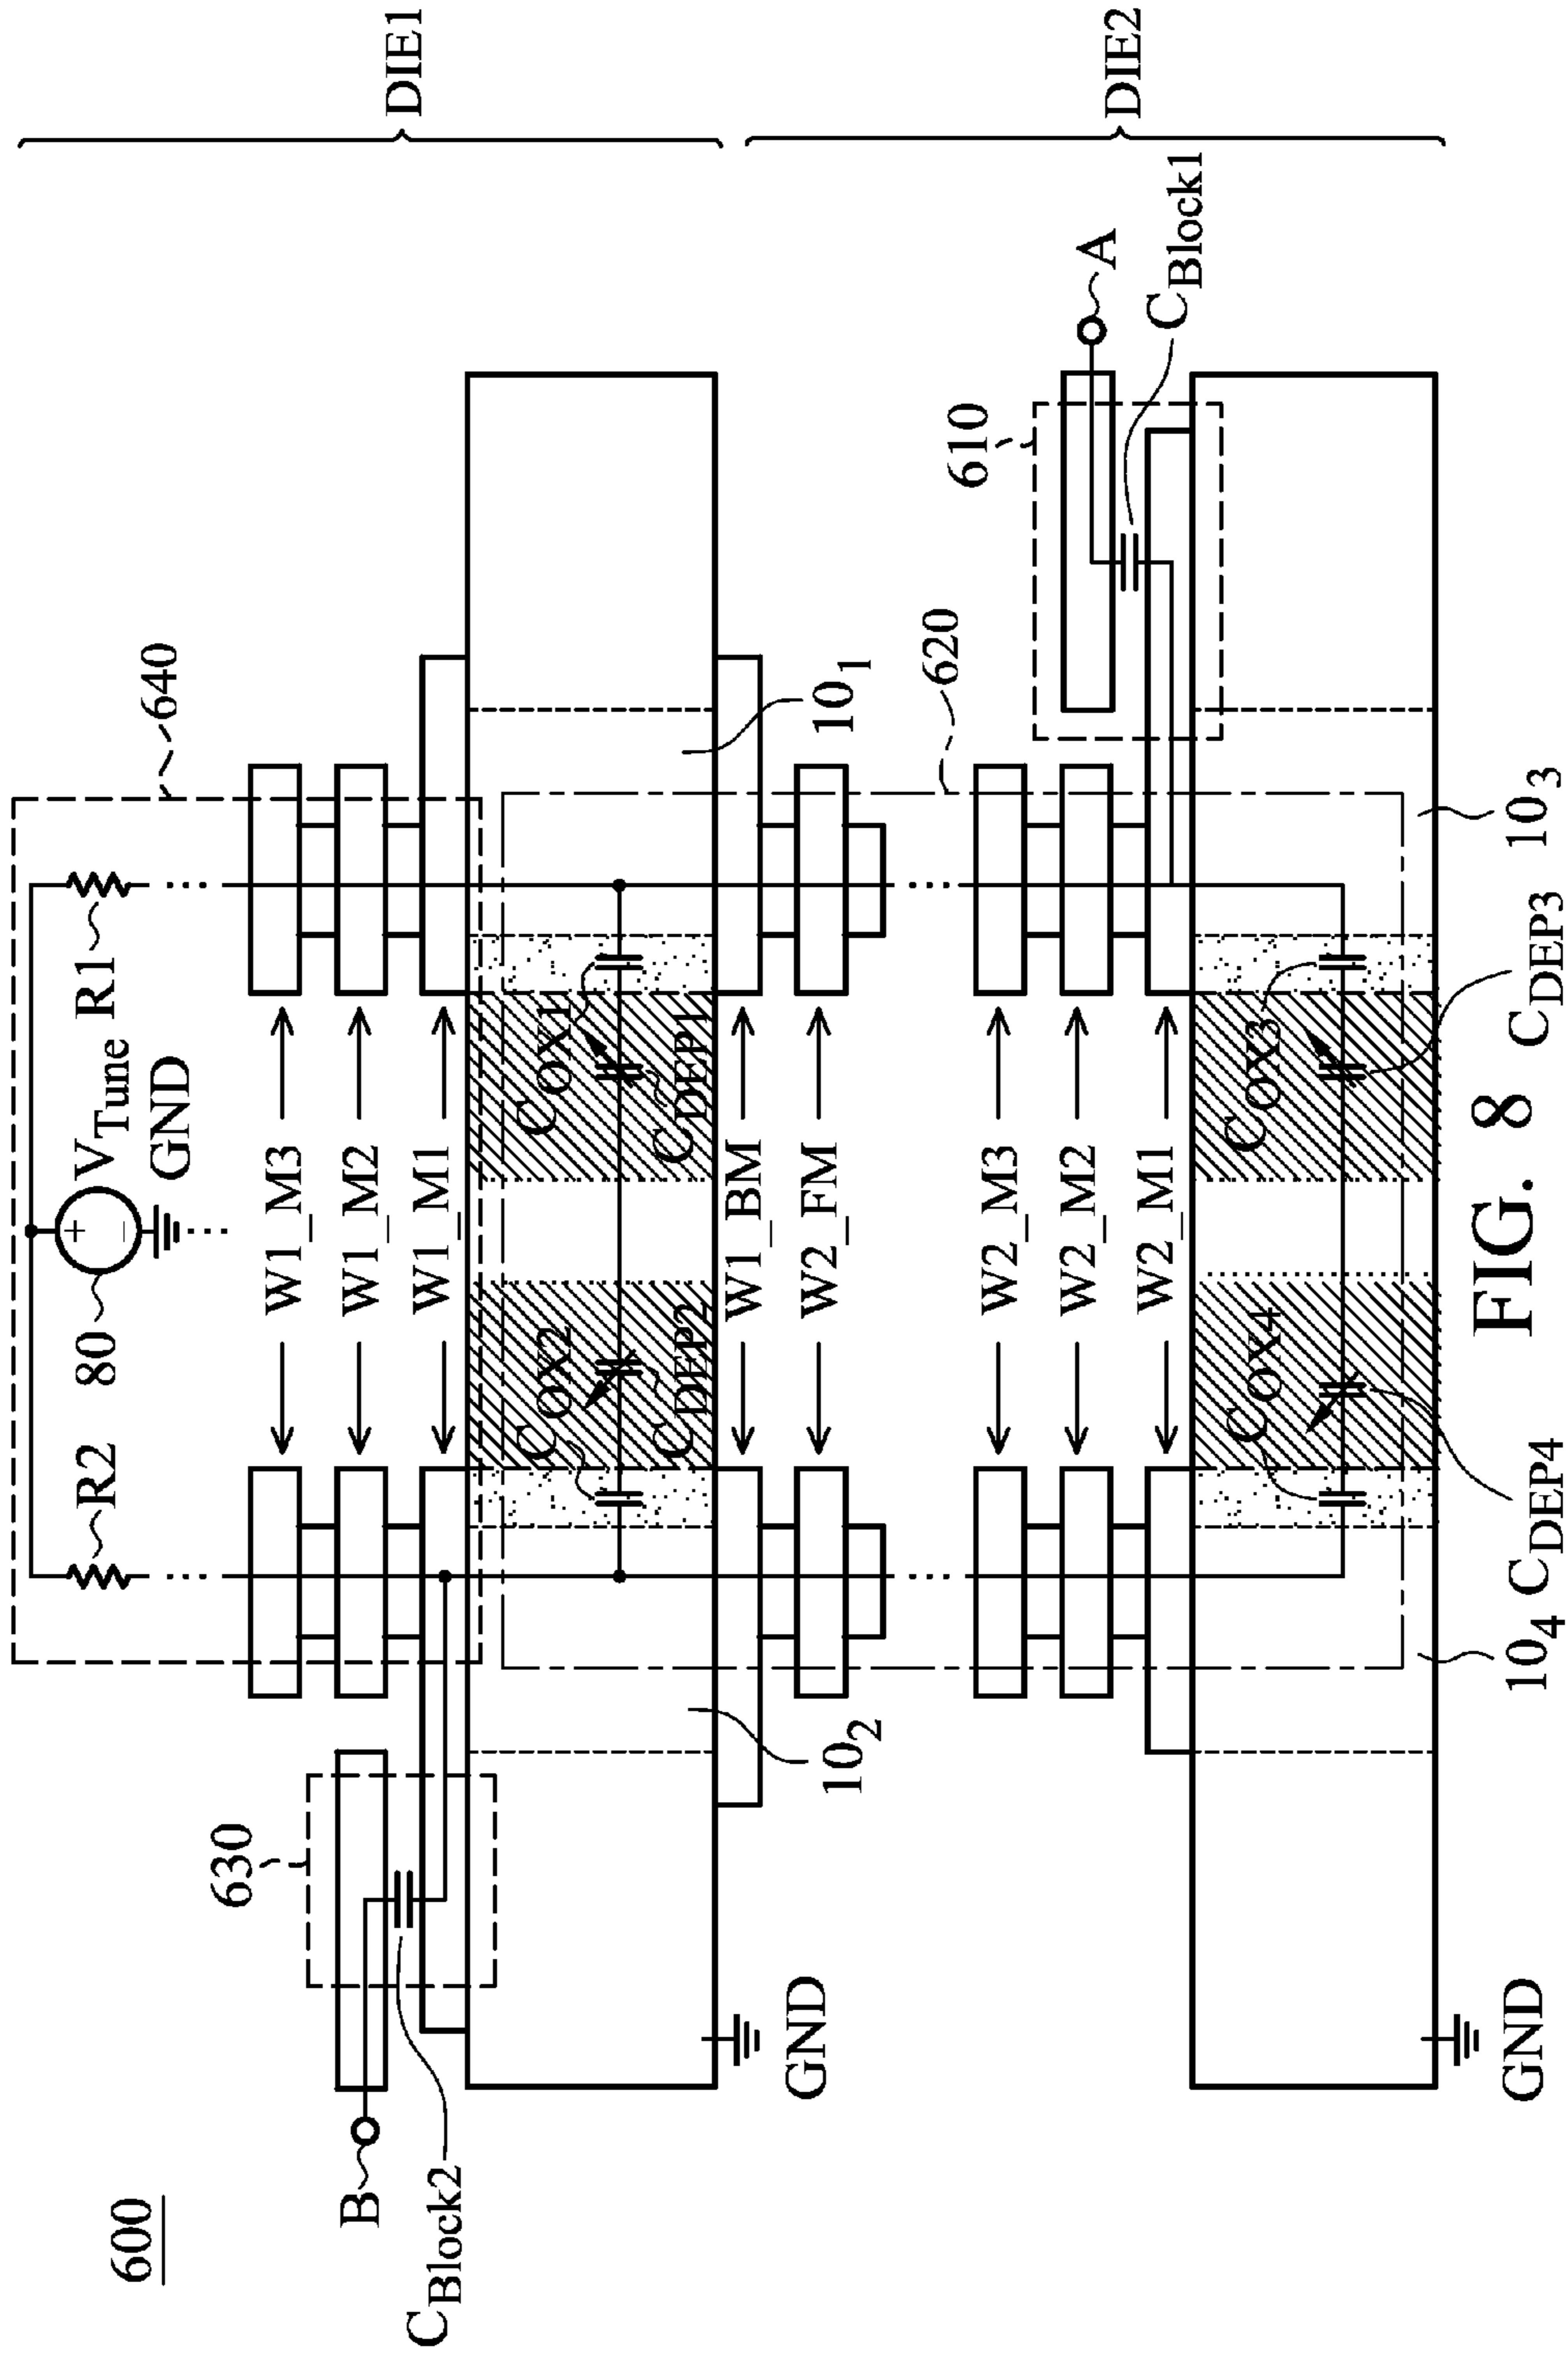 600
640
R2
80
V_Tune
GND
R1
DIE1
630
B
C_Block2
W1_M3
W1_M2
W1_M1
C_OX2
C_DEP2
C_OX1
C_DEP1
10_2
10_1
GND
W1_BM
W2_FM
620
DIE2
610
A
C_Block1
W2_M3
W2_M2
W2_M1
C_OX4
C_OX3
GND
10_4
C_DEP4
C_DEP3
10_3
FIG. 8